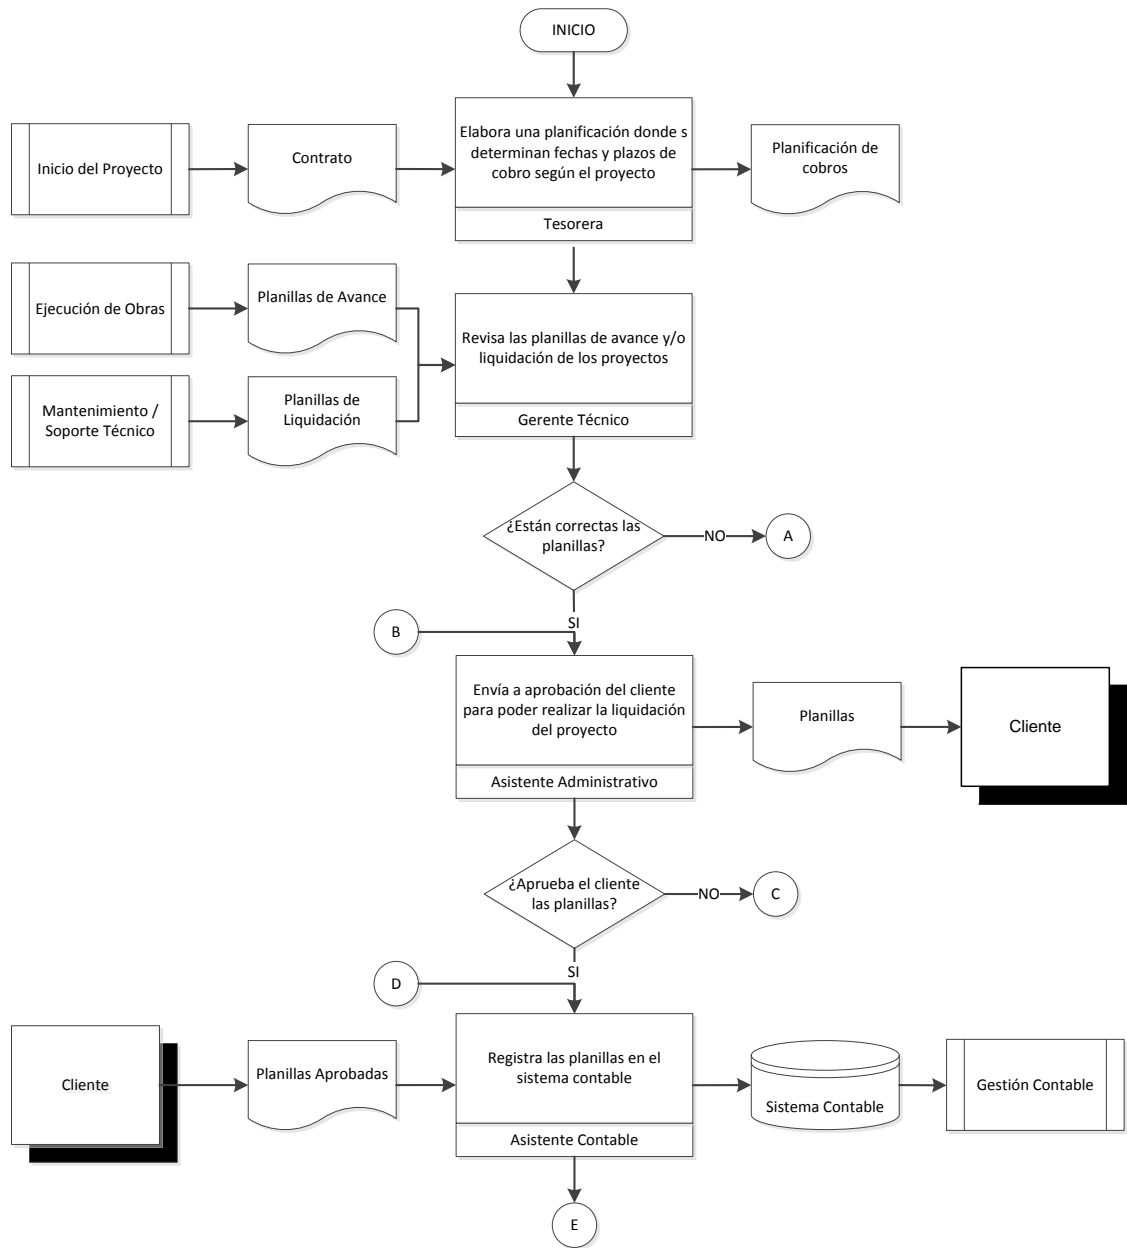 INICIO
Inicio del Proyecto
Contrato
Elabora una planificación donde s
determinan fechas y plazos de
cobro según el proyecto
Tesorera
Planificación de
cobros
Ejecución de Obras
Planillas de Avance
Mantenimiento /
Soporte Técnico
Planillas de
Liquidación
Revisa las planillas de avance y/o
liquidación de los proyectos
Gerente Técnico
¿Están correctas las
planillas?
NO
A
SI
B
Envía a aprobación del cliente
para poder realizar la liquidación
del proyecto
Asistente Administrativo
Planillas
Cliente
¿Aprueba el cliente
las planillas?
NO
C
SI
D
Cliente
Planillas Aprobadas
Registra las planillas en el
sistema contable
Asistente Contable
Sistema Contable
Gestión Contable
E